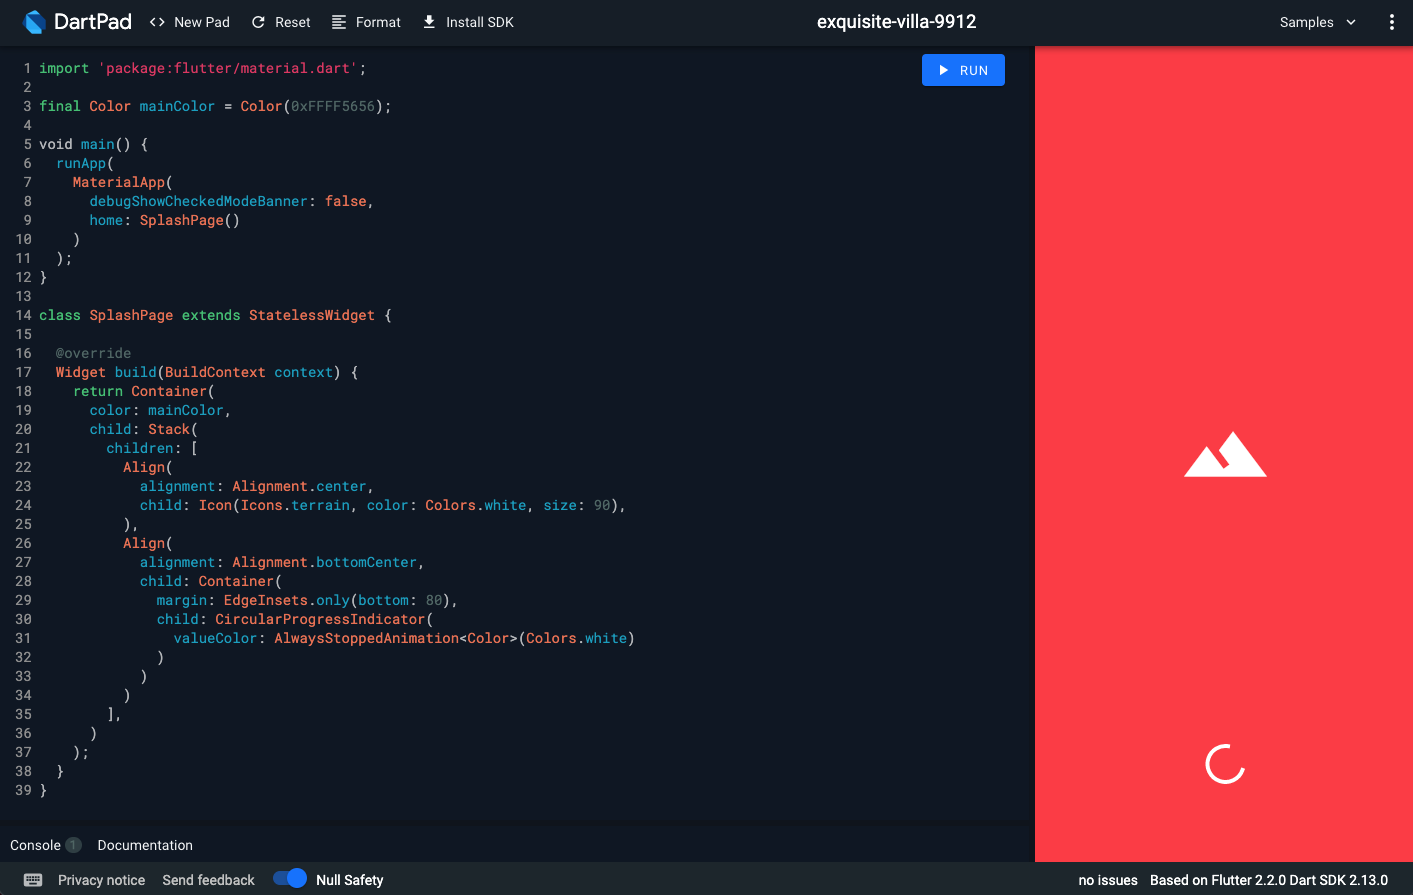 DartPad <> New Pad Reset Format Install SDK exquisite-villa-9912 Samples
RUN
1 import 'package:flutter/material.dart';
2
3 final Color mainColor = Color(0xFFFF5656);
4
5 void main() {
6   runApp(
7     MaterialApp(
8       debugShowCheckedModeBanner: false,
9       home: SplashPage()
10     )
11   );
12 }
13
14 class SplashPage extends StatelessWidget {
15
16   @override
17   Widget build(BuildContext context) {
18     return Container(
19       color: mainColor,
20       child: Stack(
21         children: [
22           Align(
23             alignment: Alignment.center,
24             child: Icon(Icons.terrain, color: Colors.white, size: 90),
25           ),
26           Align(
27             alignment: Alignment.bottomCenter,
28             child: Container(
29               margin: EdgeInsets.only(bottom: 80),
30               child: CircularProgressIndicator(
31                 valueColor: AlwaysStoppedAnimation<Color>(Colors.white)
32               )
33             )
34           )
35         ],
36       )
37     );
38   }
39 }
Console 1 Documentation
Privacy notice Send feedback Null Safety no issues Based on Flutter 2.2.0 Dart SDK 2.13.0